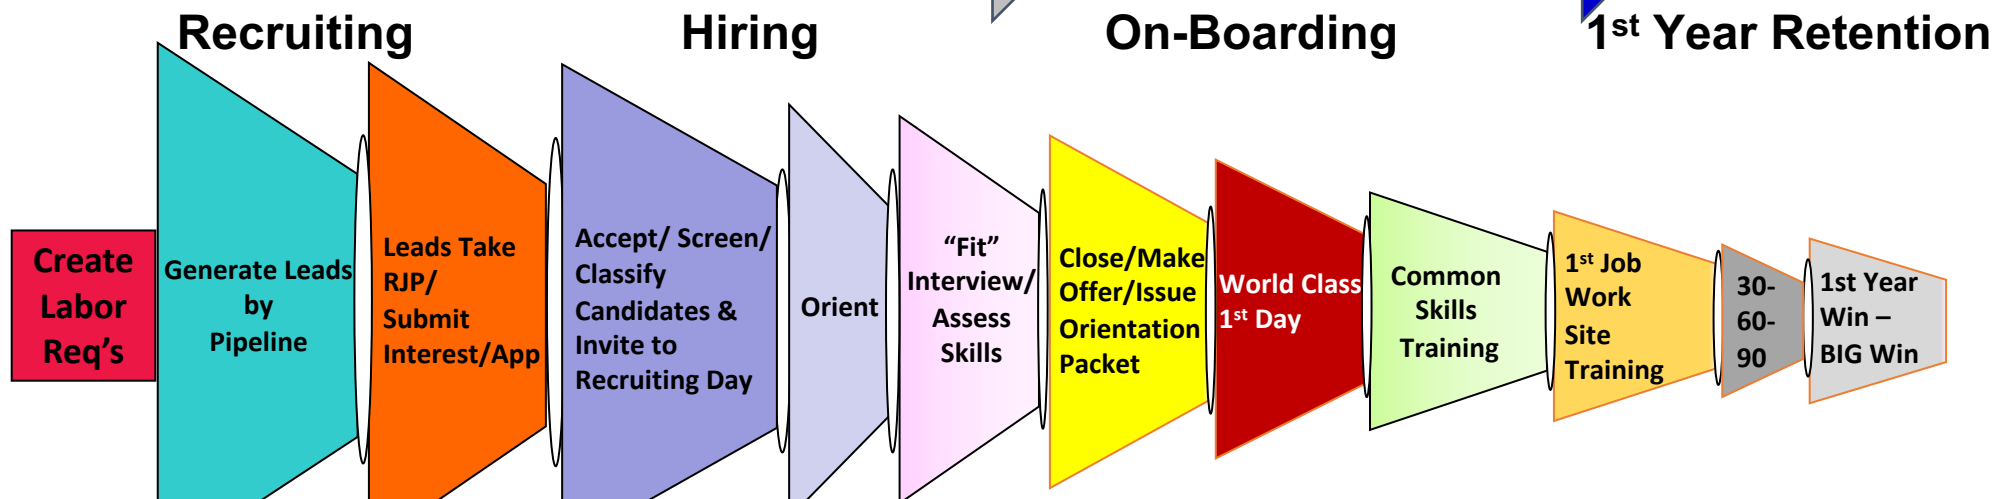 Recruiting
Hiring
On-Boarding
1st Year Retention
Create
Labor
Req’s
Generate Leads
by
Pipeline
Leads Take
RJP/
Submit
Interest/App
Accept/ Screen/
Classify
Candidates &
Invite to
Recruiting Day
Orient
“Fit”
Interview/
Assess
Skills
Close/Make
Offer/Issue
Orientation
Packet
World Class
1st Day
Common
Skills
Training
1st Job
Work
Site
Training
30-
60-
90
1st Year
Win –
BIG Win